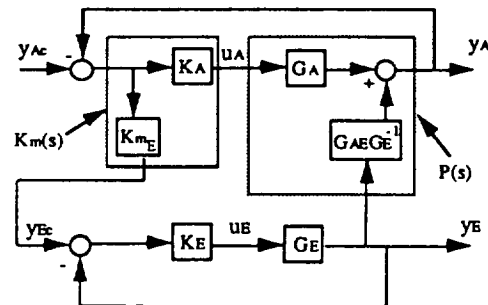 yAc
-
KA
uA
GA
+
yA
KmE
Km(s)
GAEGE-1
P(s)
yEc
-
KE
uE
GE
yE